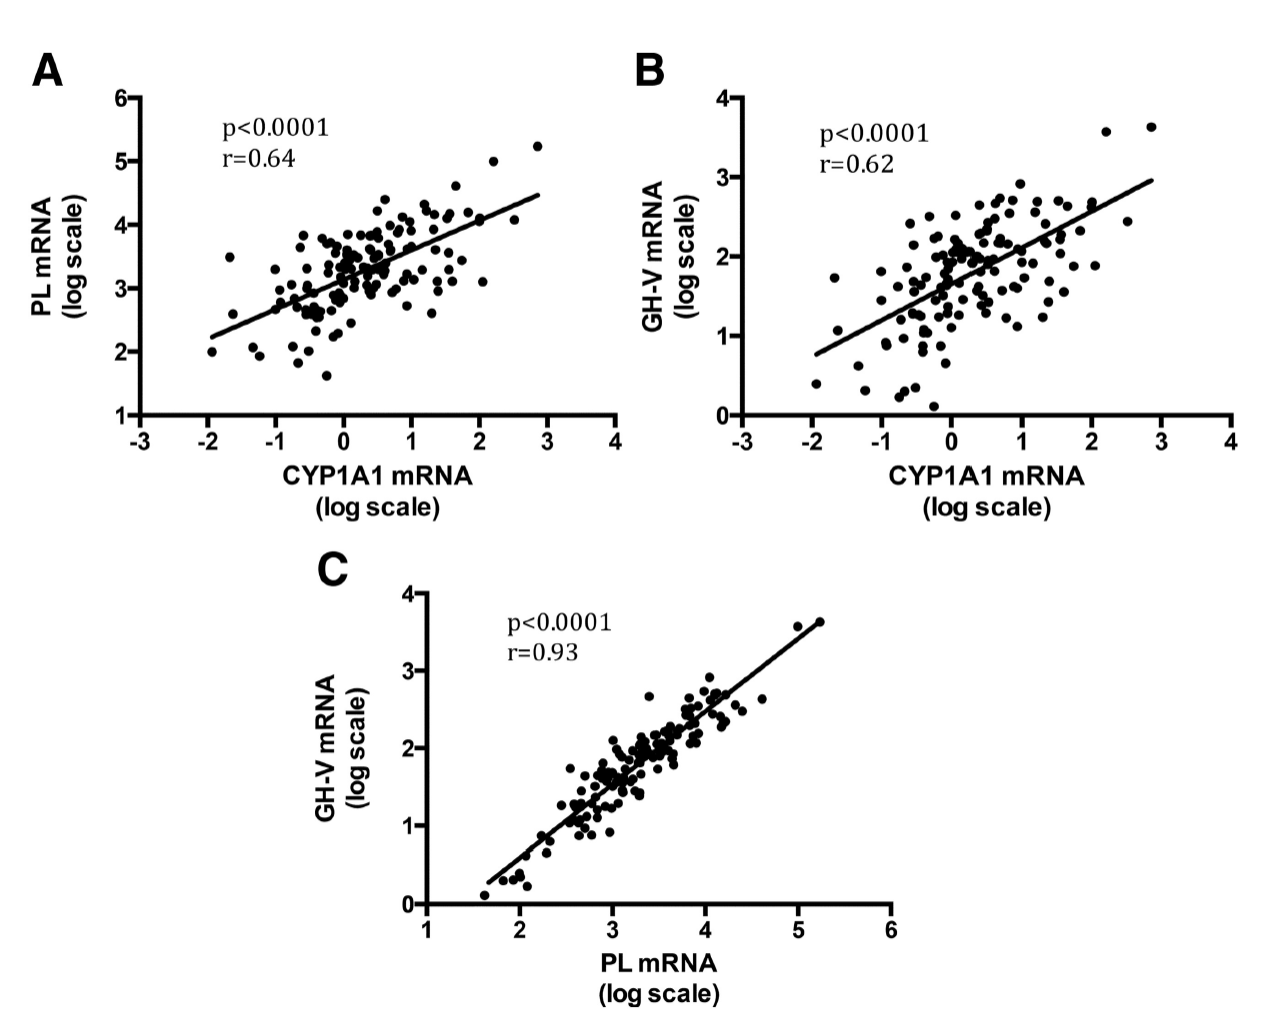 A
B
6
5
4
3
2
1
PL mRNA
(log scale)
p<0.0001
r=0.64
-3 -2 -1 0 1 2 3 4
CYP1A1 mRNA
(log scale)
4
3
2
1
0
GH-V mRNA
(log scale)
p<0.0001
r=0.62
-3 -2 -1 0 1 2 3 4
CYP1A1 mRNA
(log scale)
C
4
3
2
1
0
GH-V mRNA
(log scale)
p<0.0001
r=0.93
1 2 3 4 5 6
PL mRNA
(log scale)